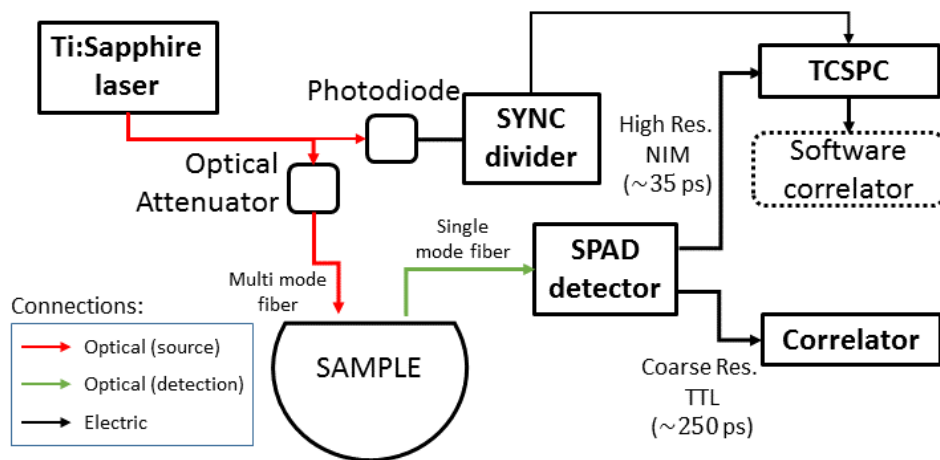 Ti:Sapphire
laser
Photodiode
SYNC
divider
TCSPC
High Res.
NIM
(~35 ps)
Software
correlator
Optical
Attenuator
Single
mode fiber
SPAD
detector
Multi mode
fiber
Connections:
Optical (source)
Optical (detection)
Electric
SAMPLE
Correlator
Coarse Res.
TTL
(~250 ps)